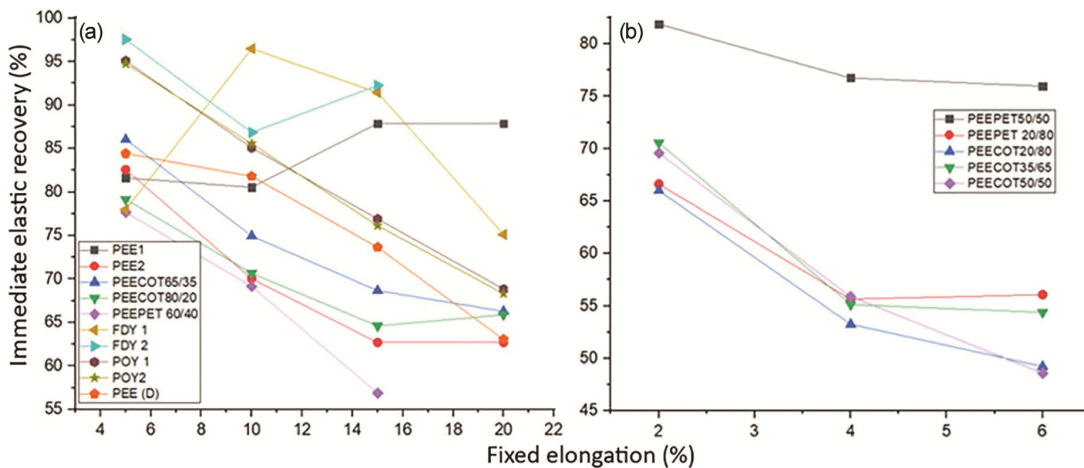 Immediate elastic recovery (%)
(a)
100
95
90
85
80
75
70
65
60
55
PEE1
PEE2
PEECOT65/35
PEECOT80/20
PEEPET 60/40
FDY 1
FDY 2
POY 1
POY2
PEE (D)
4 6 8 10 12 14 16 18 20 22
(b)
80
75
70
65
60
55
50
45
PEEPET50/50
PEEPET 20/80
PEECOT20/80
PEECOT35/65
PEECOT50/50
2 3 4 5 6
Fixed elongation (%)